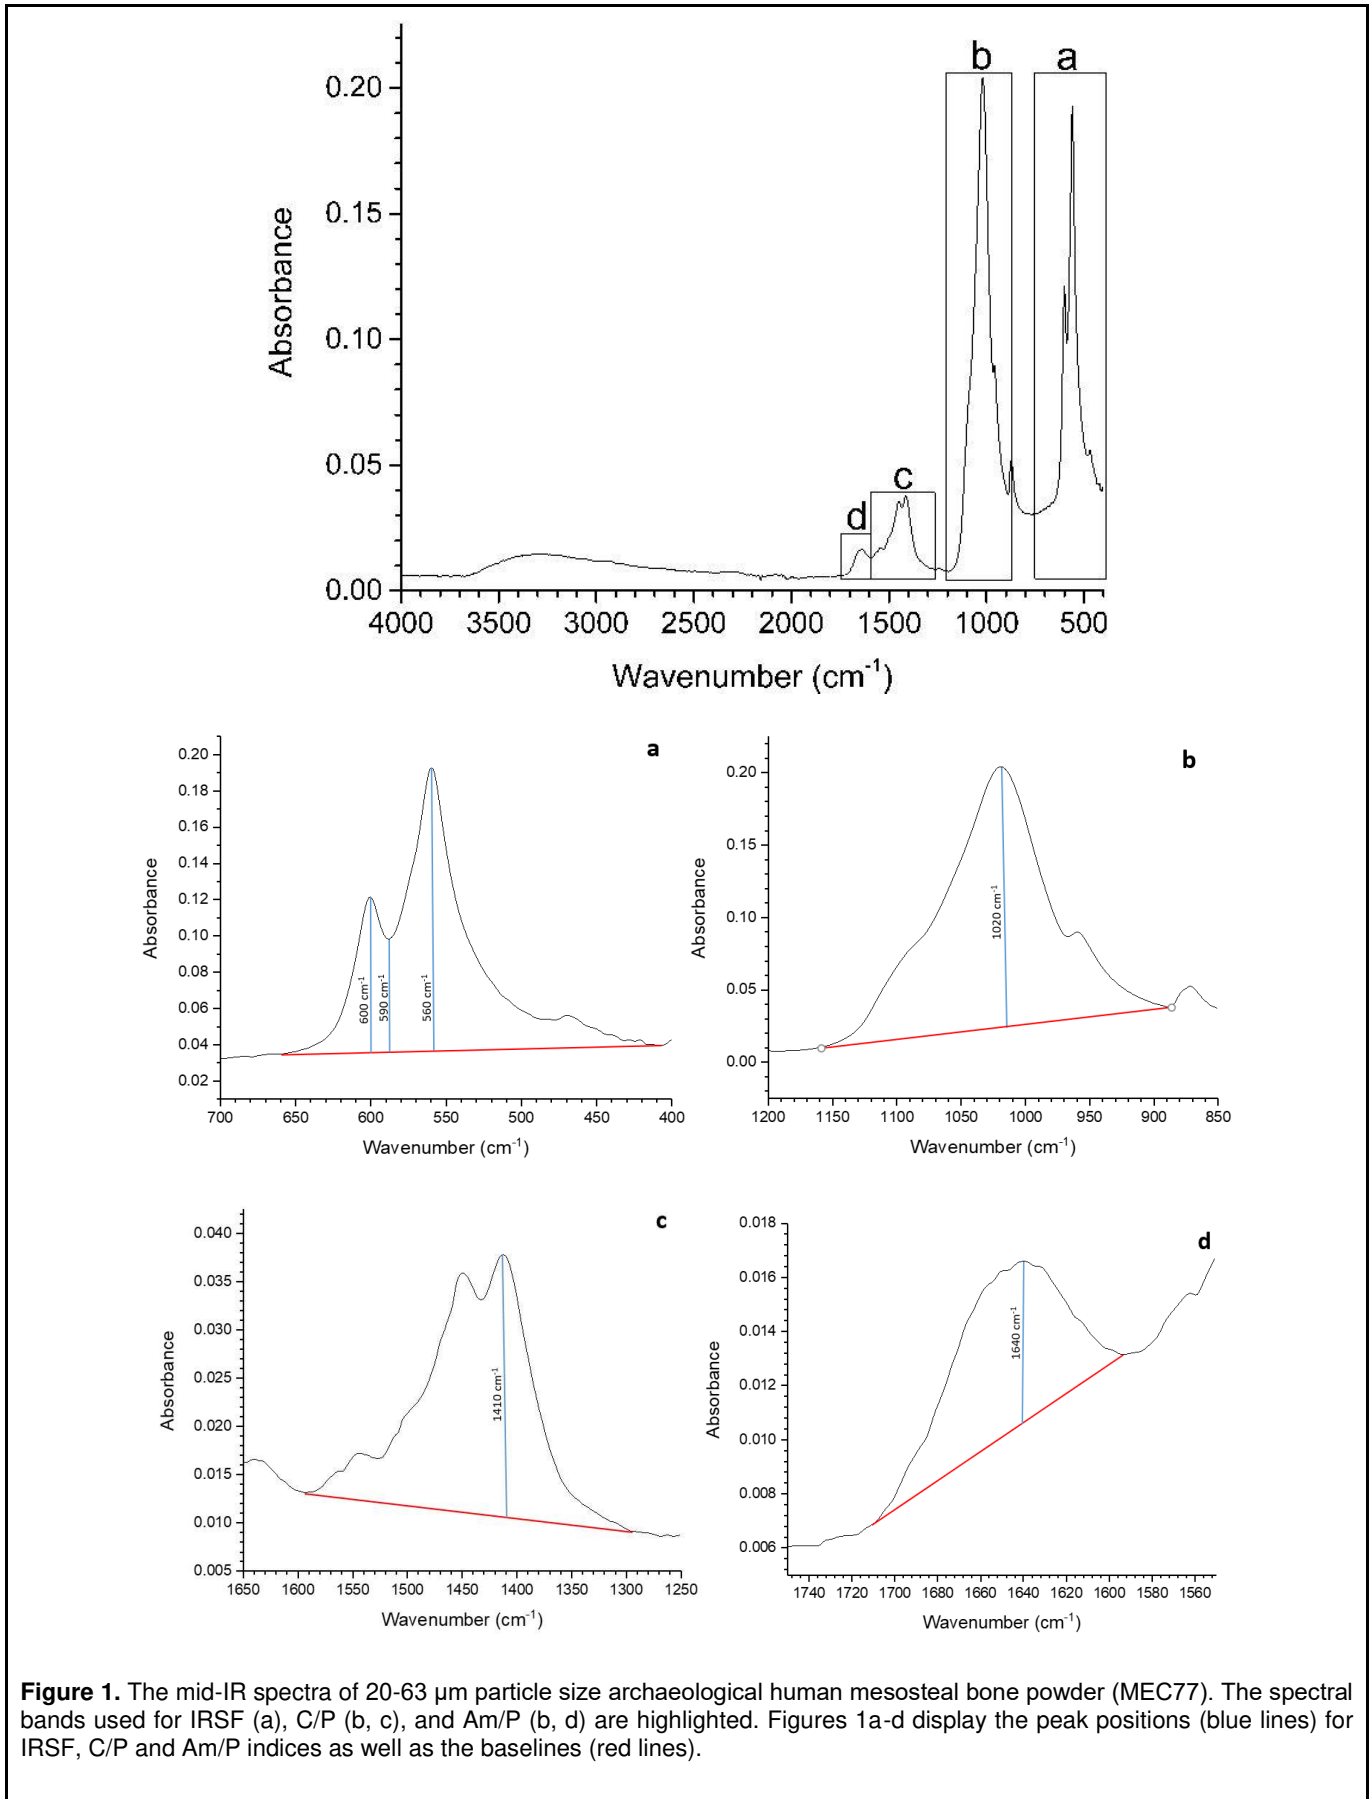 b
a
0.20
0.15
0.10
0.05
0.00
c
d
Absorbance
4000 3500 3000 2500 2000 1500 1000 500
Wavenumber (cm-1)
a
0.20
0.18
0.16
0.14
0.12
0.10
0.08
0.06
0.04
0.02
Absorbance
600 cm-1
590 cm-1
560 cm-1
700 650 600 550 500 450 400
Wavenumber (cm-1)
b
0.20
0.15
0.10
0.05
0.00
Absorbance
1020 cm-1
1200 1150 1100 1050 1000 950 900 850
Wavenumber (cm-1)
c
0.040
0.035
0.030
0.025
0.020
0.015
0.010
0.005
Absorbance
1410 cm-1
1650 1600 1550 1500 1450 1400 1350 1300 1250
Wavenumber (cm-1)
d
0.018
0.016
0.014
0.012
0.010
0.008
0.006
Absorbance
1640 cm-1
1740 1720 1700 1680 1660 1640 1620 1600 1580 1560
Wavenumber (cm-1)
Figure 1. The mid-IR spectra of 20-63 µm particle size archaeological human mesosteal bone powder (MEC77). The spectral
bands used for IRSF (a), C/P (b, c), and Am/P (b, d) are highlighted. Figures 1a-d display the peak positions (blue lines) for
IRSF, C/P and Am/P indices as well as the baselines (red lines).